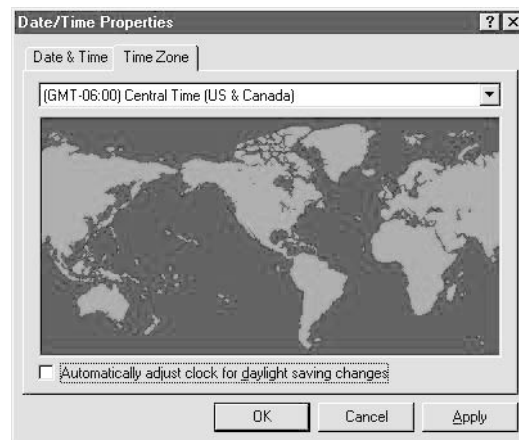 Date/Time Properties
Date & Time Time Zone
(GMT-06:00) Central Time (US & Canada)
Automatically adjust clock for daylight saving changes
OK Cancel Apply